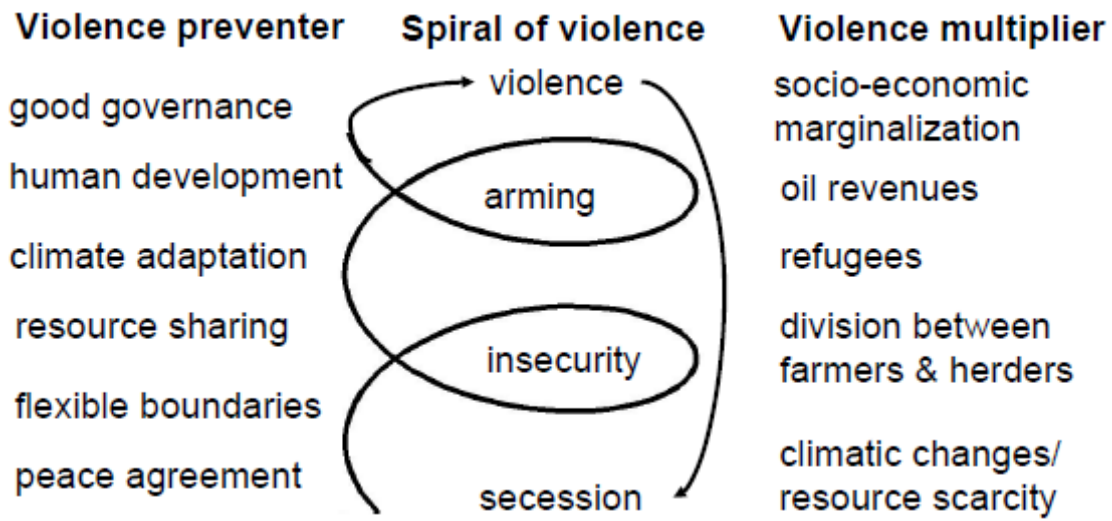 Violence preventer
good governance
human development
climate adaptation
resource sharing
flexible boundaries
peace agreement
Spiral of violence
violence
arming
insecurity
secession
Violence multiplier
socio-economic
marginalization
oil revenues
refugees
division between
farmers & herders
climatic changes/
resource scarcity